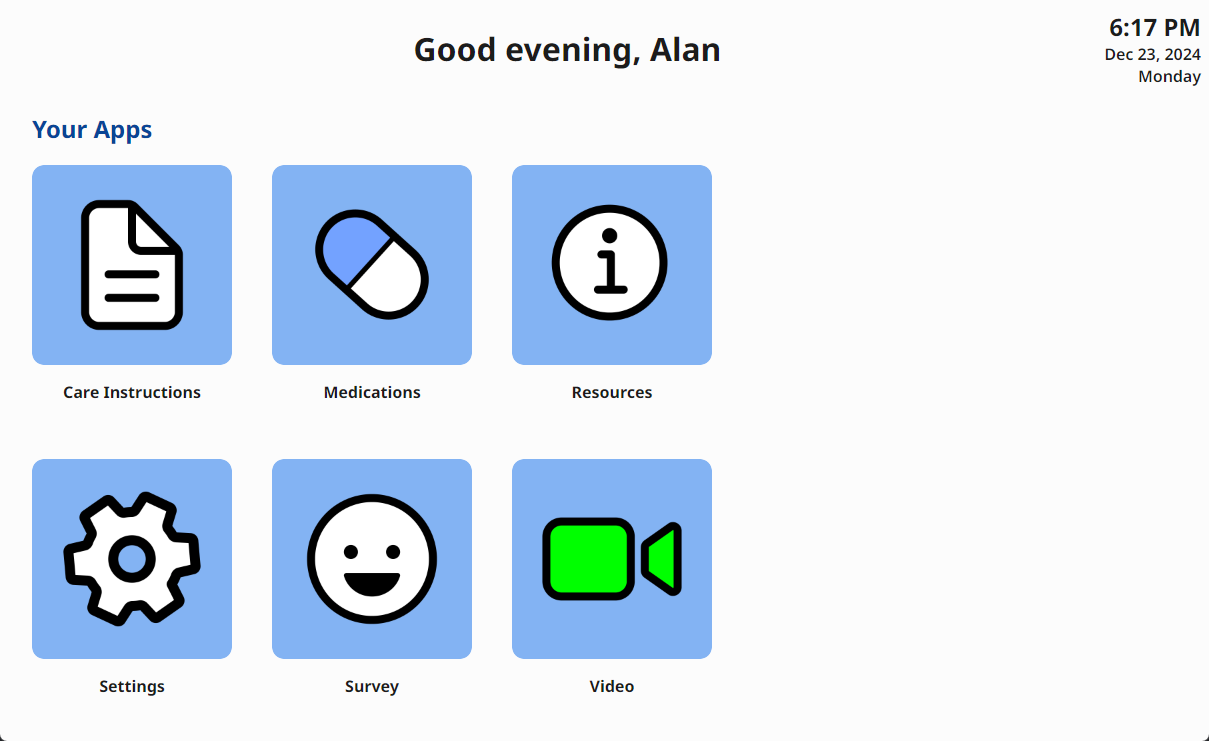 Good evening, Alan
6:17 PM
Dec 23, 2024
Monday
Your Apps
Care Instructions
Medications
Resources
Settings
Survey
Video